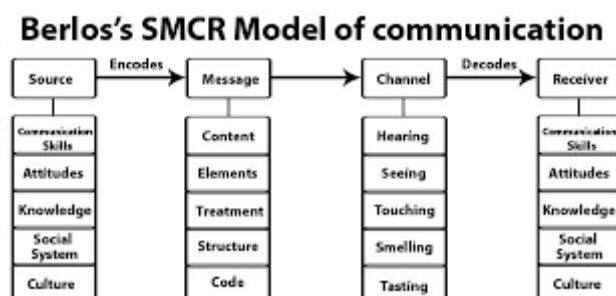 Berlos's SMCR Model of communication
Source
Encodes
Message
Channel
Decodes
Receiver
Communication
Skills
Attitudes
Knowledge
Social
System
Culture
Content
Elements
Treatment
Structure
Code
Hearing
Seeing
Touching
Smelling
Tasting
Communication
Skills
Attitudes
Knowledge
Social
System
Culture